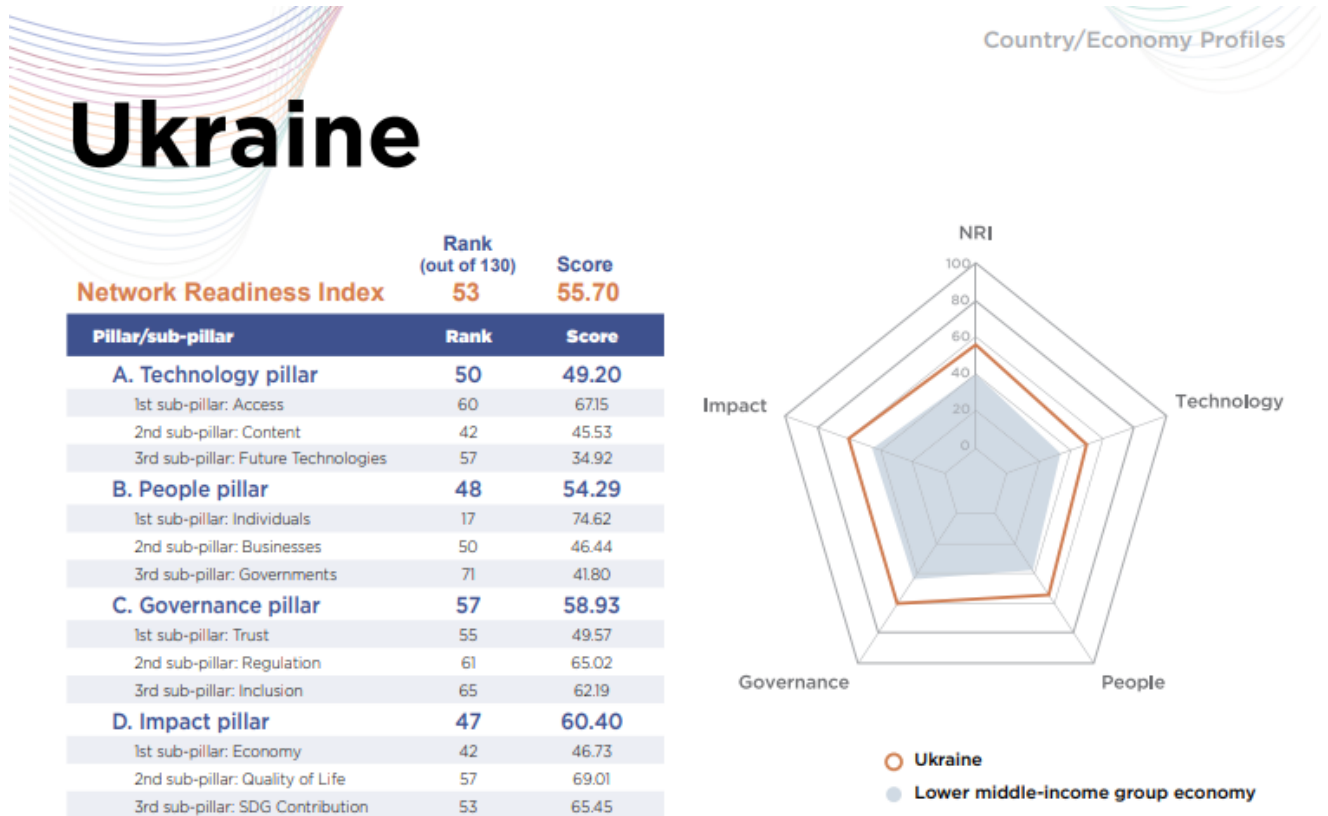 Country/Economy Profiles
Ukraine
Rank
(out of 130) Score
Network Readiness Index 53 55.70
Pillar/sub-pillar Rank Score
A. Technology pillar 50 49.20
1st sub-pillar: Access 60 67.15
2nd sub-pillar: Content 42 45.53
3rd sub-pillar: Future Technologies 57 34.92
B. People pillar 48 54.29
1st sub-pillar: Individuals 17 74.62
2nd sub-pillar: Businesses 50 46.44
3rd sub-pillar: Governments 71 41.80
C. Governance pillar 57 58.93
1st sub-pillar: Trust 55 49.57
2nd sub-pillar: Regulation 61 65.02
3rd sub-pillar: Inclusion 65 62.19
D. Impact pillar 47 60.40
1st sub-pillar: Economy 42 46.73
2nd sub-pillar: Quality of Life 57 69.01
3rd sub-pillar: SDG Contribution 53 65.45
NRI
100
80
60
40
20
0
Impact
Technology
Governance
People
Ukraine
Lower middle-income group economy